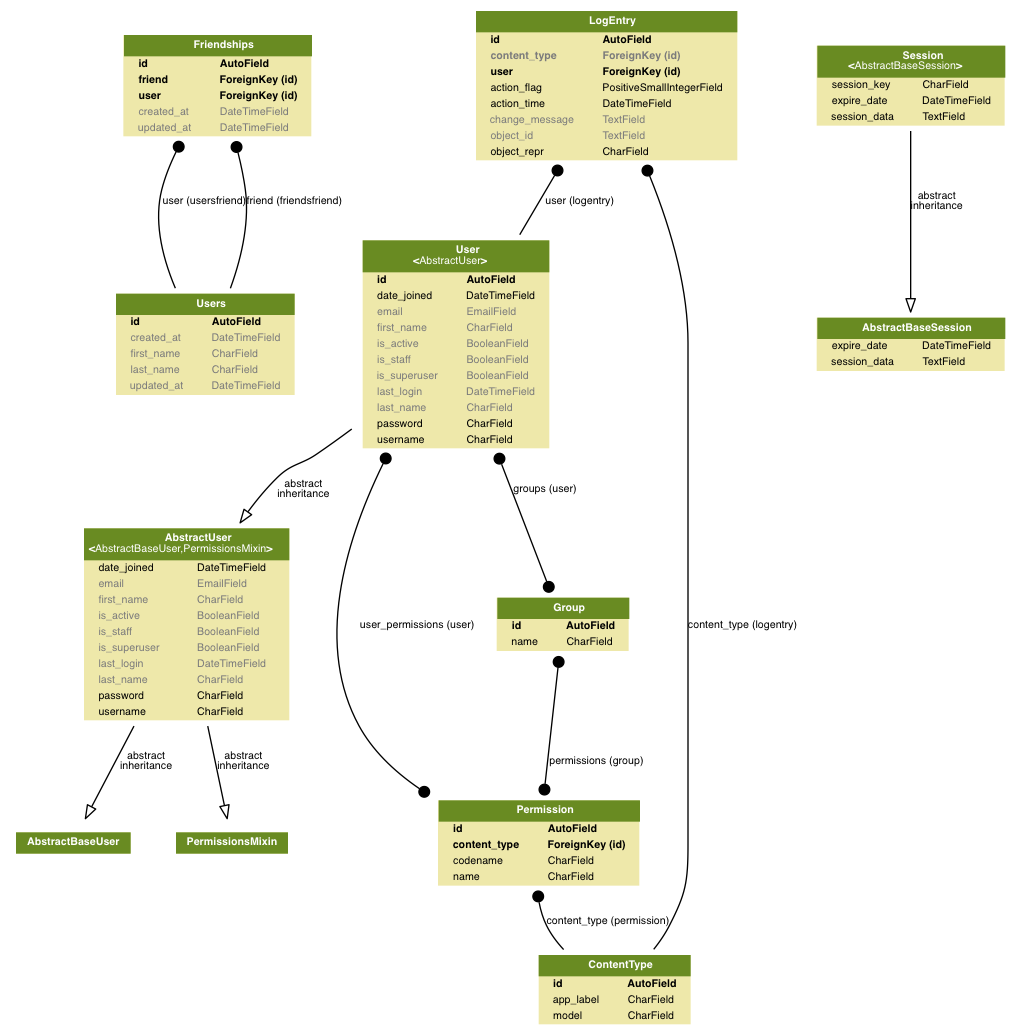 Friendships
id AutoField
friend ForeignKey (id)
user ForeignKey (id)
created_at DateTimeField
updated_at DateTimeField
LogEntry
id AutoField
content_type ForeignKey (id)
user ForeignKey (id)
action_flag PositiveSmallIntegerField
action_time DateTimeField
change_message TextField
object_id TextField
object_repr CharField
Session
<AbstractBaseSession>
session_key CharField
expire_date DateTimeField
session_data TextField
user (usersfriend)
friend (friendsfriend)
user (logentry)
abstract
inheritance
Users
id AutoField
created_at DateTimeField
first_name CharField
last_name CharField
updated_at DateTimeField
User
<AbstractUser>
id AutoField
date_joined DateTimeField
email EmailField
first_name CharField
is_active BooleanField
is_staff BooleanField
is_superuser BooleanField
last_login DateTimeField
last_name CharField
password CharField
username CharField
AbstractBaseSession
expire_date DateTimeField
session_data TextField
abstract
inheritance
groups (user)
AbstractUser
<AbstractBaseUser,PermissionsMixin>
date_joined DateTimeField
email EmailField
first_name CharField
is_active BooleanField
is_staff BooleanField
is_superuser BooleanField
last_login DateTimeField
last_name CharField
password CharField
username CharField
user_permissions (user)
Group
id AutoField
name CharField
content_type (logentry)
abstract
inheritance
abstract
inheritance
permissions (group)
AbstractBaseUser
PermissionsMixin
Permission
id AutoField
content_type ForeignKey (id)
codename CharField
name CharField
content_type (permission)
ContentType
id AutoField
app_label CharField
model CharField